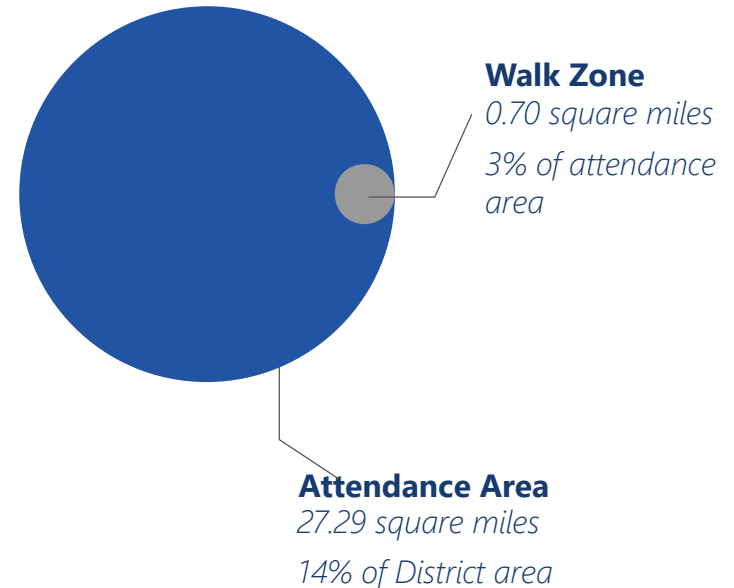 Walk Zone
0.70 square miles
3% of attendance
area
Attendance Area
27.29 square miles
14% of District area